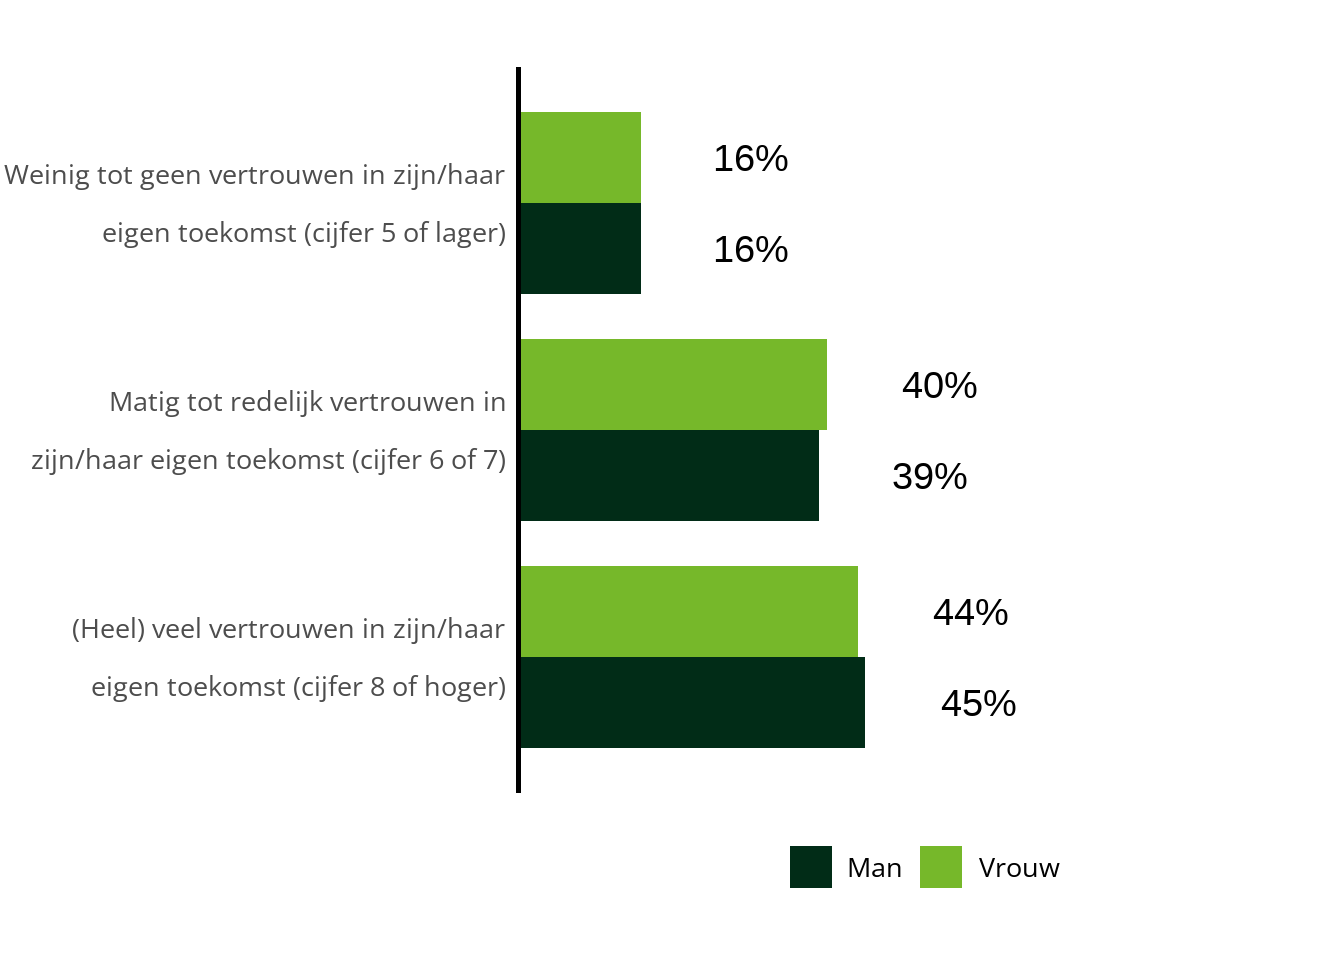 Weinig tot geen vertrouwen in zijn/haar
eigen toekomst (cijfer 5 of lager)
16%
16%
Matig tot redelijk vertrouwen in
zijn/haar eigen toekomst (cijfer 6 of 7)
40%
39%
(Heel) veel vertrouwen in zijn/haar
eigen toekomst (cijfer 8 of hoger)
44%
45%
Man
Vrouw